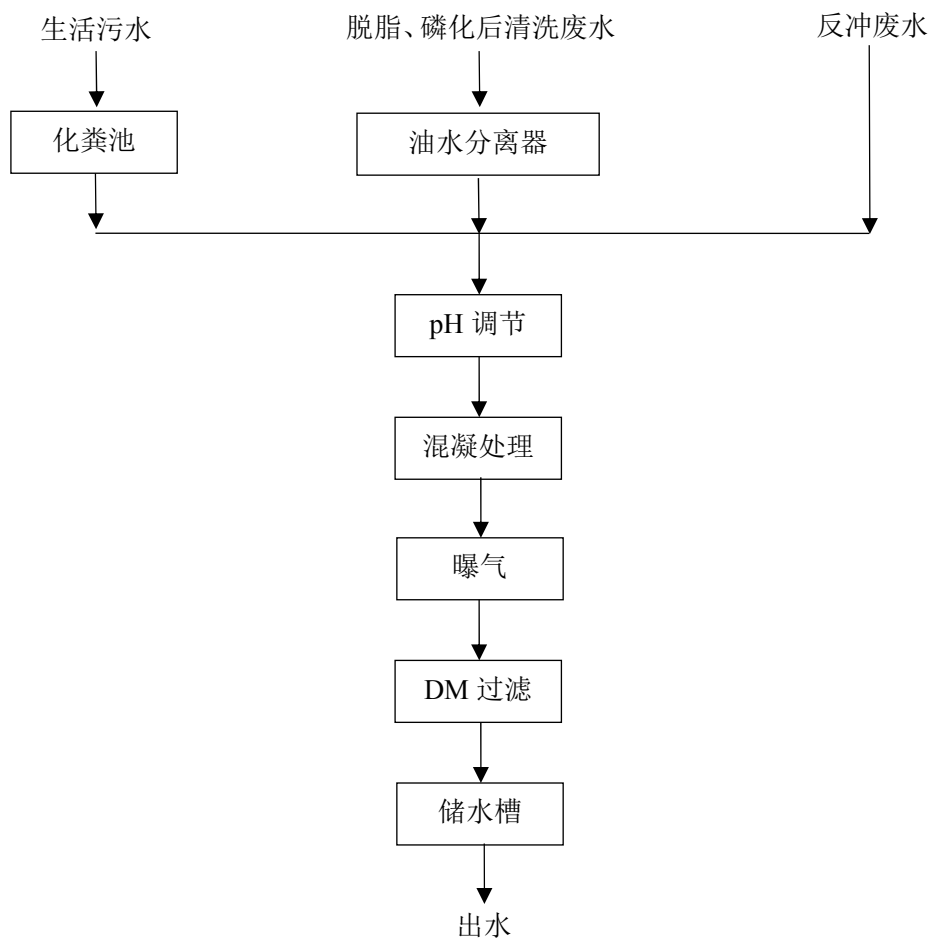 生活污水
脱脂、磷化后清洗废水
反冲废水
化粪池
油水分离器
pH 调节
混凝处理
曝气
DM 过滤
储水槽
出水